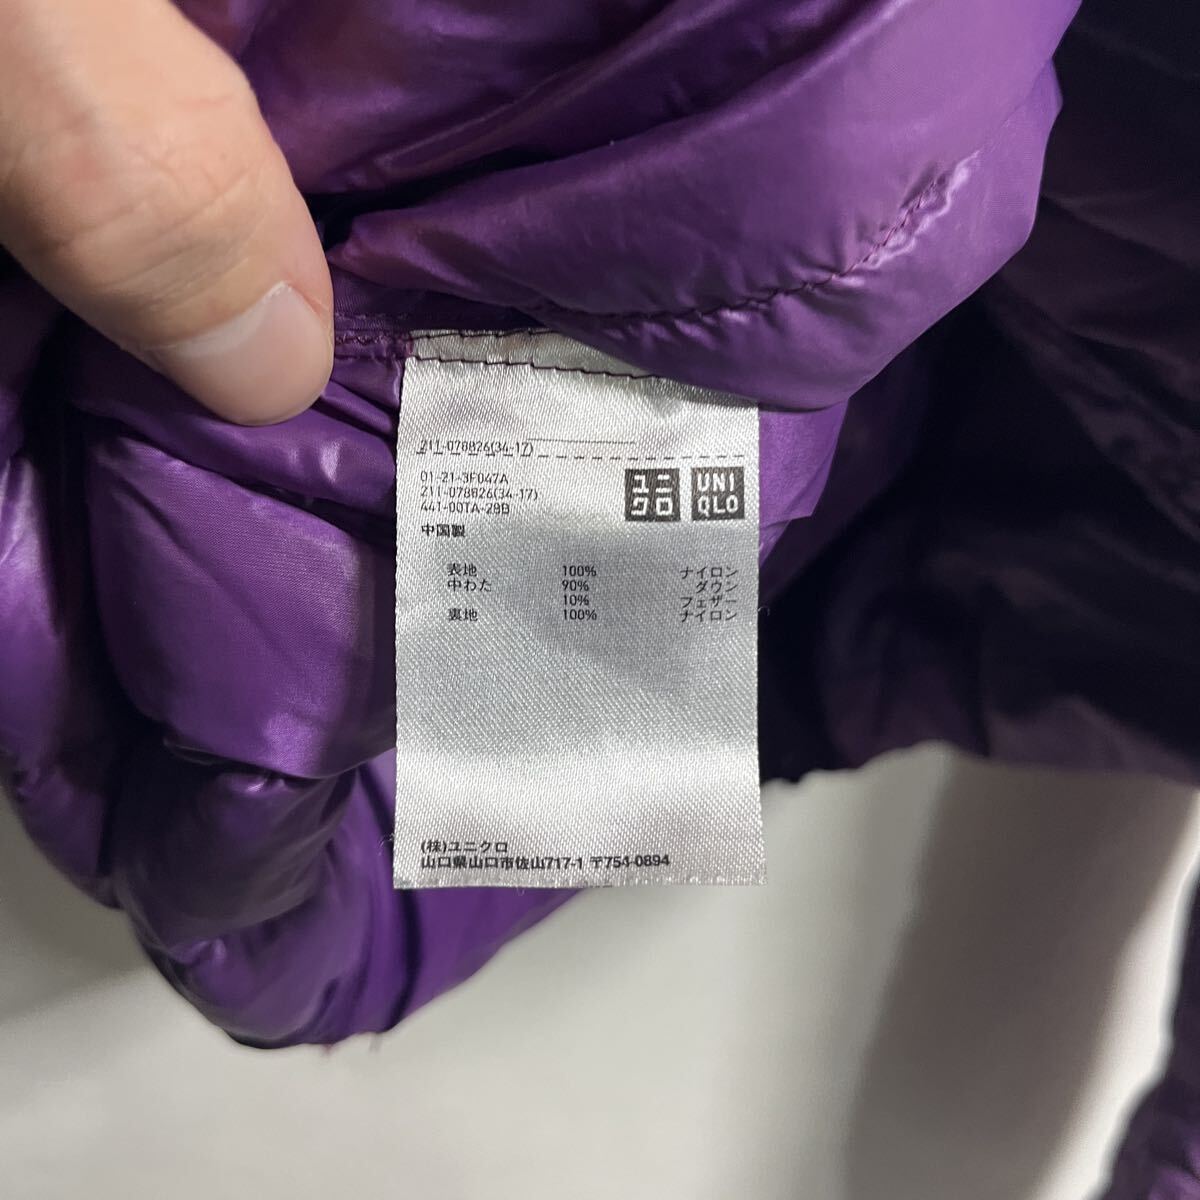 211-078826(34-17)
01-21-3F047A
211-078826(34-17)
441-00TA-29B
中国製
ユニ
クロ
UNI
QLO
表地 100% ナイロン
中わた 90% ダウン
10% フェザー
裏地 100% ナイロン
(株)ユニクロ
山口県山口市佐山717-1 〒754-0894